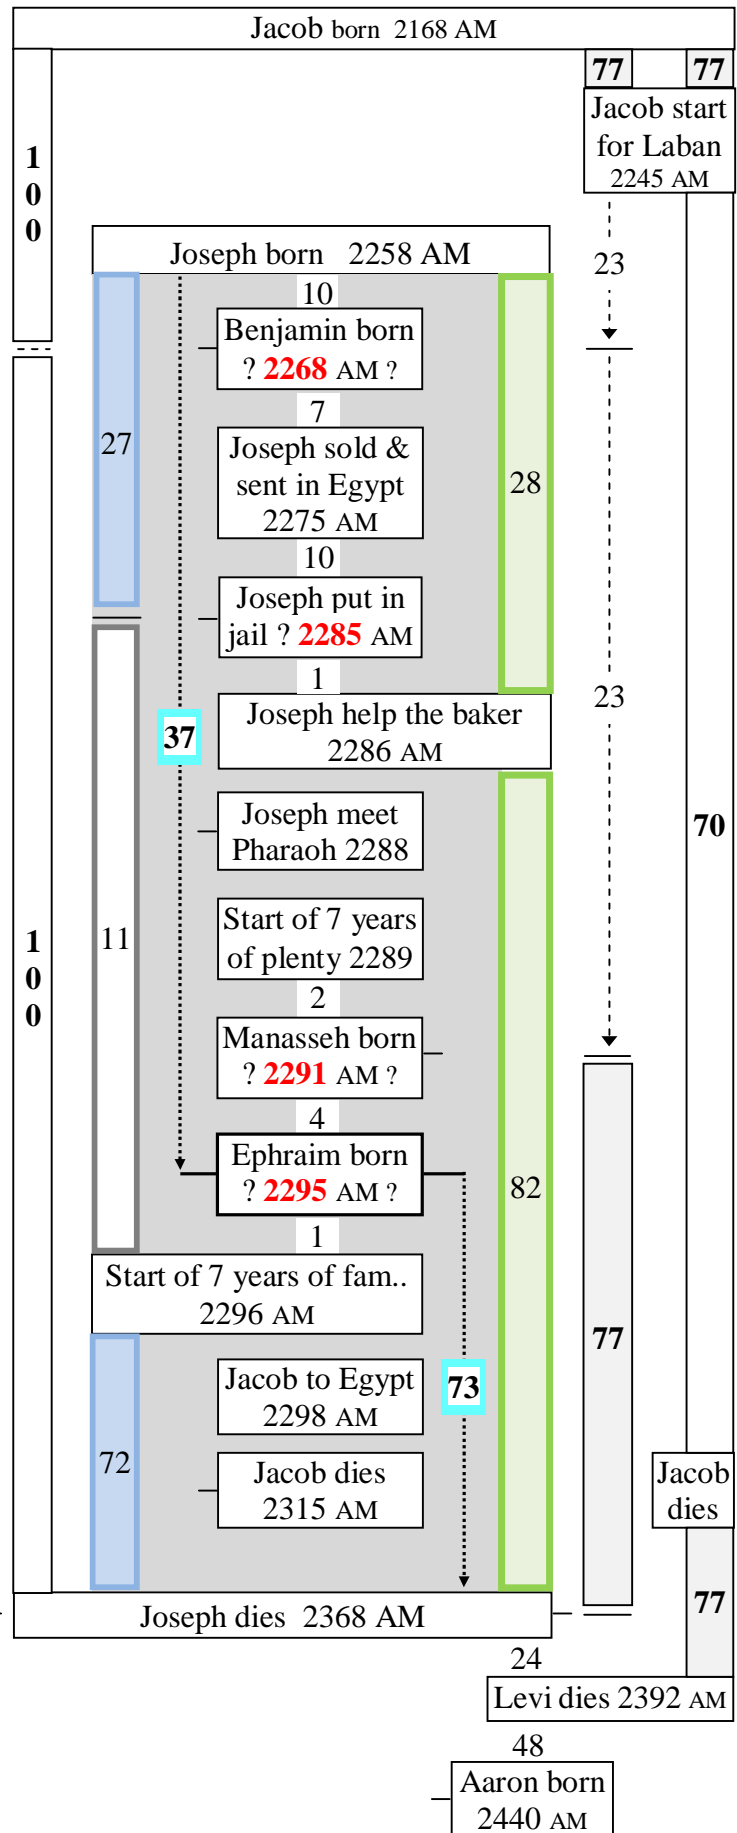 Jacob born 2168 AM
77 77
Jacob start
for Laban
2245 AM
1
0
0
23
Joseph born 2258 AM
10
Benjamin born
? 2268 AM ?
7
27
Joseph sold &
sent in Egypt
2275 AM
28
10
Joseph put in
jail ? 2285 AM
1
23
37
Joseph help the baker
2286 AM
Joseph meet
Pharaoh 2288
70
Start of 7 years
of plenty 2289
11
1
0
0
2
Manasseh born
? 2291 AM ?
4
Ephraim born
? 2295 AM ?
82
1
Start of 7 years of fam..
2296 AM
77
Jacob to Egypt
2298 AM
73
72
Jacob dies
2315 AM
Jacob
dies
77
Joseph dies 2368 AM
24
Levi dies 2392 AM
48
Aaron born
2440 AM